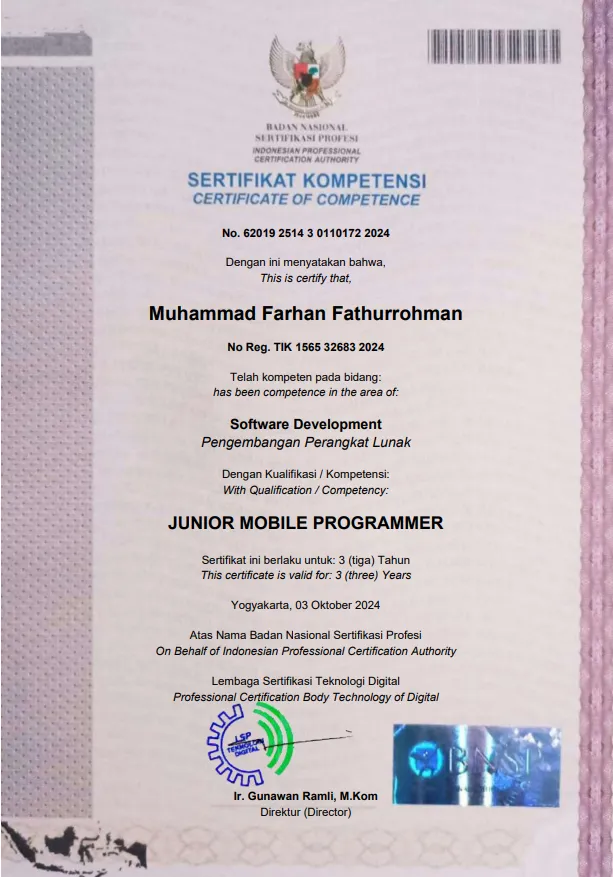 BADAN NASIONAL
SERTIFIKASI PROFESI
INDONESIAN PROFESSIONAL
CERTIFICATION AUTHORITY
SERTIFIKAT KOMPETENSI
CERTIFICATE OF COMPETENCE
No. 62019 2514 3 0110172 2024
Dengan ini menyatakan bahwa,
This is certify that,
Muhammad Farhan Fathurrohman
No Reg. TIK 1565 32683 2024
Telah kompeten pada bidang:
has been competence in the area of:
Software Development
Pengembangan Perangkat Lunak
Dengan Kualifikasi / Kompetensi:
With Qualification / Competency:
JUNIOR MOBILE PROGRAMMER
Sertifikat ini berlaku untuk: 3 (tiga) Tahun
This certificate is valid for: 3 (three) Years
Yogyakarta, 03 Oktober 2024
Atas Nama Badan Nasional Sertifikasi Profesi
On Behalf of Indonesian Professional Certification Authority
Lembaga Sertifikasi Teknologi Digital
Professional Certification Body Technology of Digital
LSP
TEKNOLOGI
DIGITAL
BNSP
Ir. Gunawan Ramli, M.Kom
Direktur (Director)